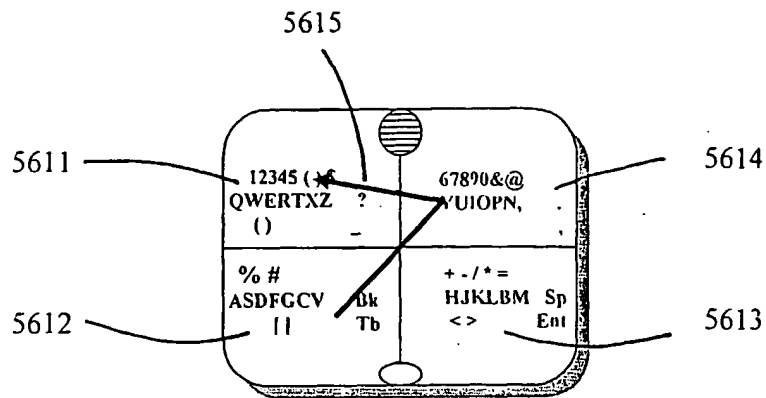 5615
5611
5614
12345 (
67890&@
QWERTXZ ?
YUIOPN, .
( ) _ ,
% #
+ - / * =
ASDFGCV Bk
HJKLBM Sp
5612
[ ] Tb
< > Ent
5613